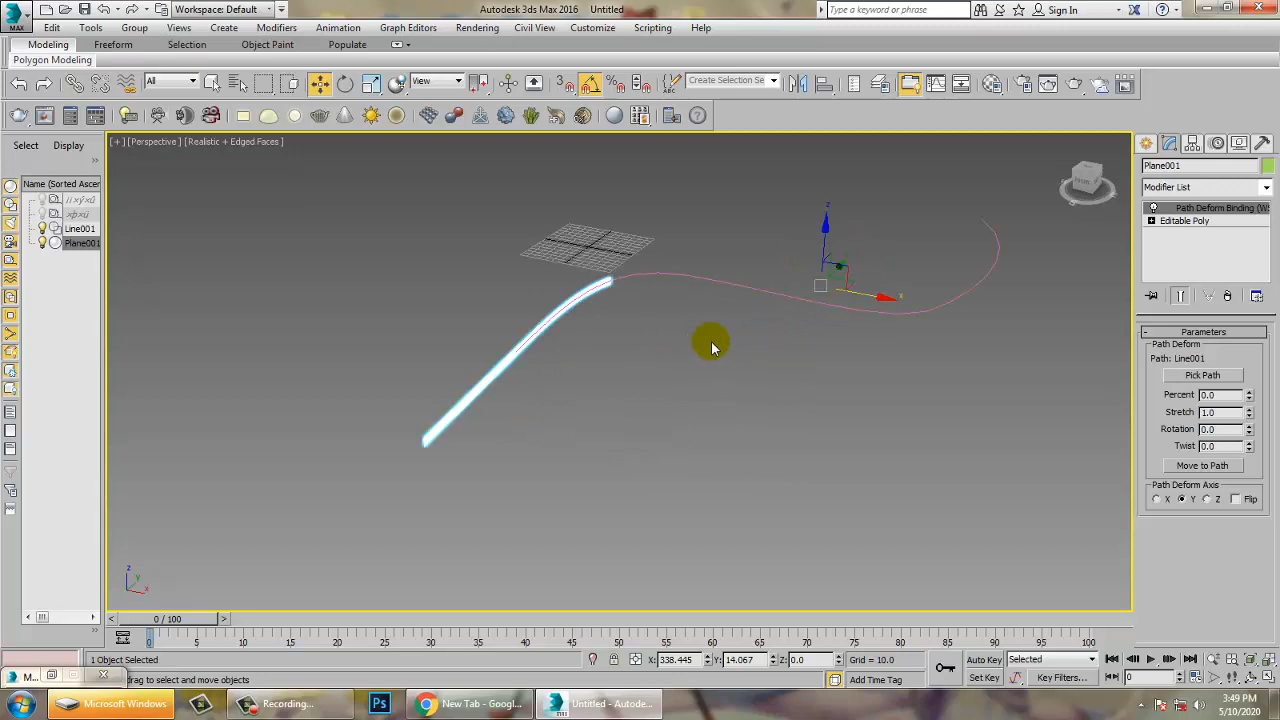 Workspace: Default
Autodesk 3ds Max 2016 Untitled
Type a keyword or phrase
Sign In
MAX
Edit Tools Group Views Create Modifiers Animation Graph Editors Rendering Civil View Customize Scripting Help
Modeling Freeform Selection Object Paint Populate
Polygon Modeling
All
View
Create Selection Se
Select Display
[+] [Perspective] [Realistic + Edged Faces]
Name (Sorted Ascen
Line001
Plane001
z
x
Plane001
Modifier List
Path Deform Binding (W
Editable Poly
Parameters
Path Deform
Path: Line001
Pick Path
Percent 0.0
Stretch 1.0
Rotation 0.0
Twist 0.0
Move to Path
Path Deform Axis
X Y Z Flip
z
y
x
0 / 100
0 5 10 15 20 25 30 35 40 45 50 55 60 65 70 75 80 85 90 95 100
1 Object Selected
X: 338.445 Y: 14.067 Z: 0.0
Grid = 10.0
Auto Key Selected
M...
drag to select and move objects
Add Time Tag
Set Key Key Filters...
0
Microsoft Windows
Recording...
Ps
New Tab - Googl...
Untitled - Autode...
3:49 PM
5/10/2020